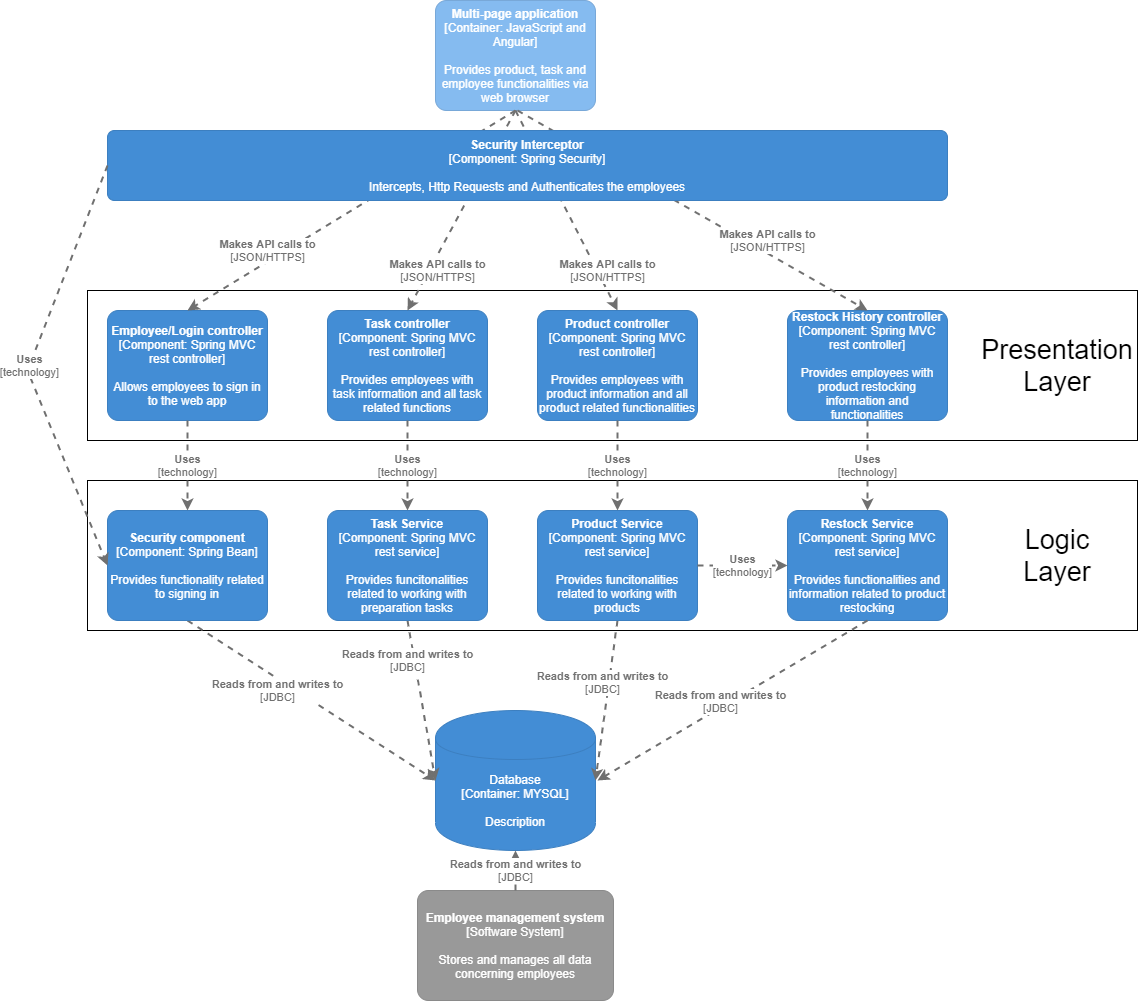 Multi-page application
[Container: JavaScript and
Angular]
Provides product, task and
employee functionalities via
web browser
Security Interceptor
[Component: Spring Security]
Intercepts, Http Requests and Authenticates the employees
Makes API calls to
[JSON/HTTPS]
Makes API calls to
[JSON/HTTPS]
Makes API calls to
[JSON/HTTPS]
Makes API calls to
[JSON/HTTPS]
Uses
[technology]
Employee/Login controller
[Component: Spring MVC
rest controller]
Allows employees to sign in
to the web app
Task controller
[Component: Spring MVC
rest controller]
Provides employees with
task information and all task
related functions
Product controller
[Component: Spring MVC
rest controller]
Provides employees with
product information and all
product related functionalities
Restock History controller
[Component: Spring MVC
rest controller]
Provides employees with
product restocking
information and
functionalities
Presentation
Layer
Uses
[technology]
Uses
[technology]
Uses
[technology]
Uses
[technology]
Security component
[Component: Spring Bean]
Provides functionality related
to signing in
Task Service
[Component: Spring MVC
rest service]
Provides funcitonalities
related to working with
preparation tasks
Product Service
[Component: Spring MVC
rest service]
Provides funcitonalities
related to working with
products
Uses
[technology]
Restock Service
[Component: Spring MVC
rest service]
Provides functionalities and
information related to product
restocking
Logic
Layer
Reads from and writes to
[JDBC]
Reads from and writes to
[JDBC]
Reads from and writes to
[JDBC]
Reads from and writes to
[JDBC]
Database
[Container: MYSQL]
Description
Reads from and writes to
[JDBC]
Employee management system
[Software System]
Stores and manages all data
concerning employees